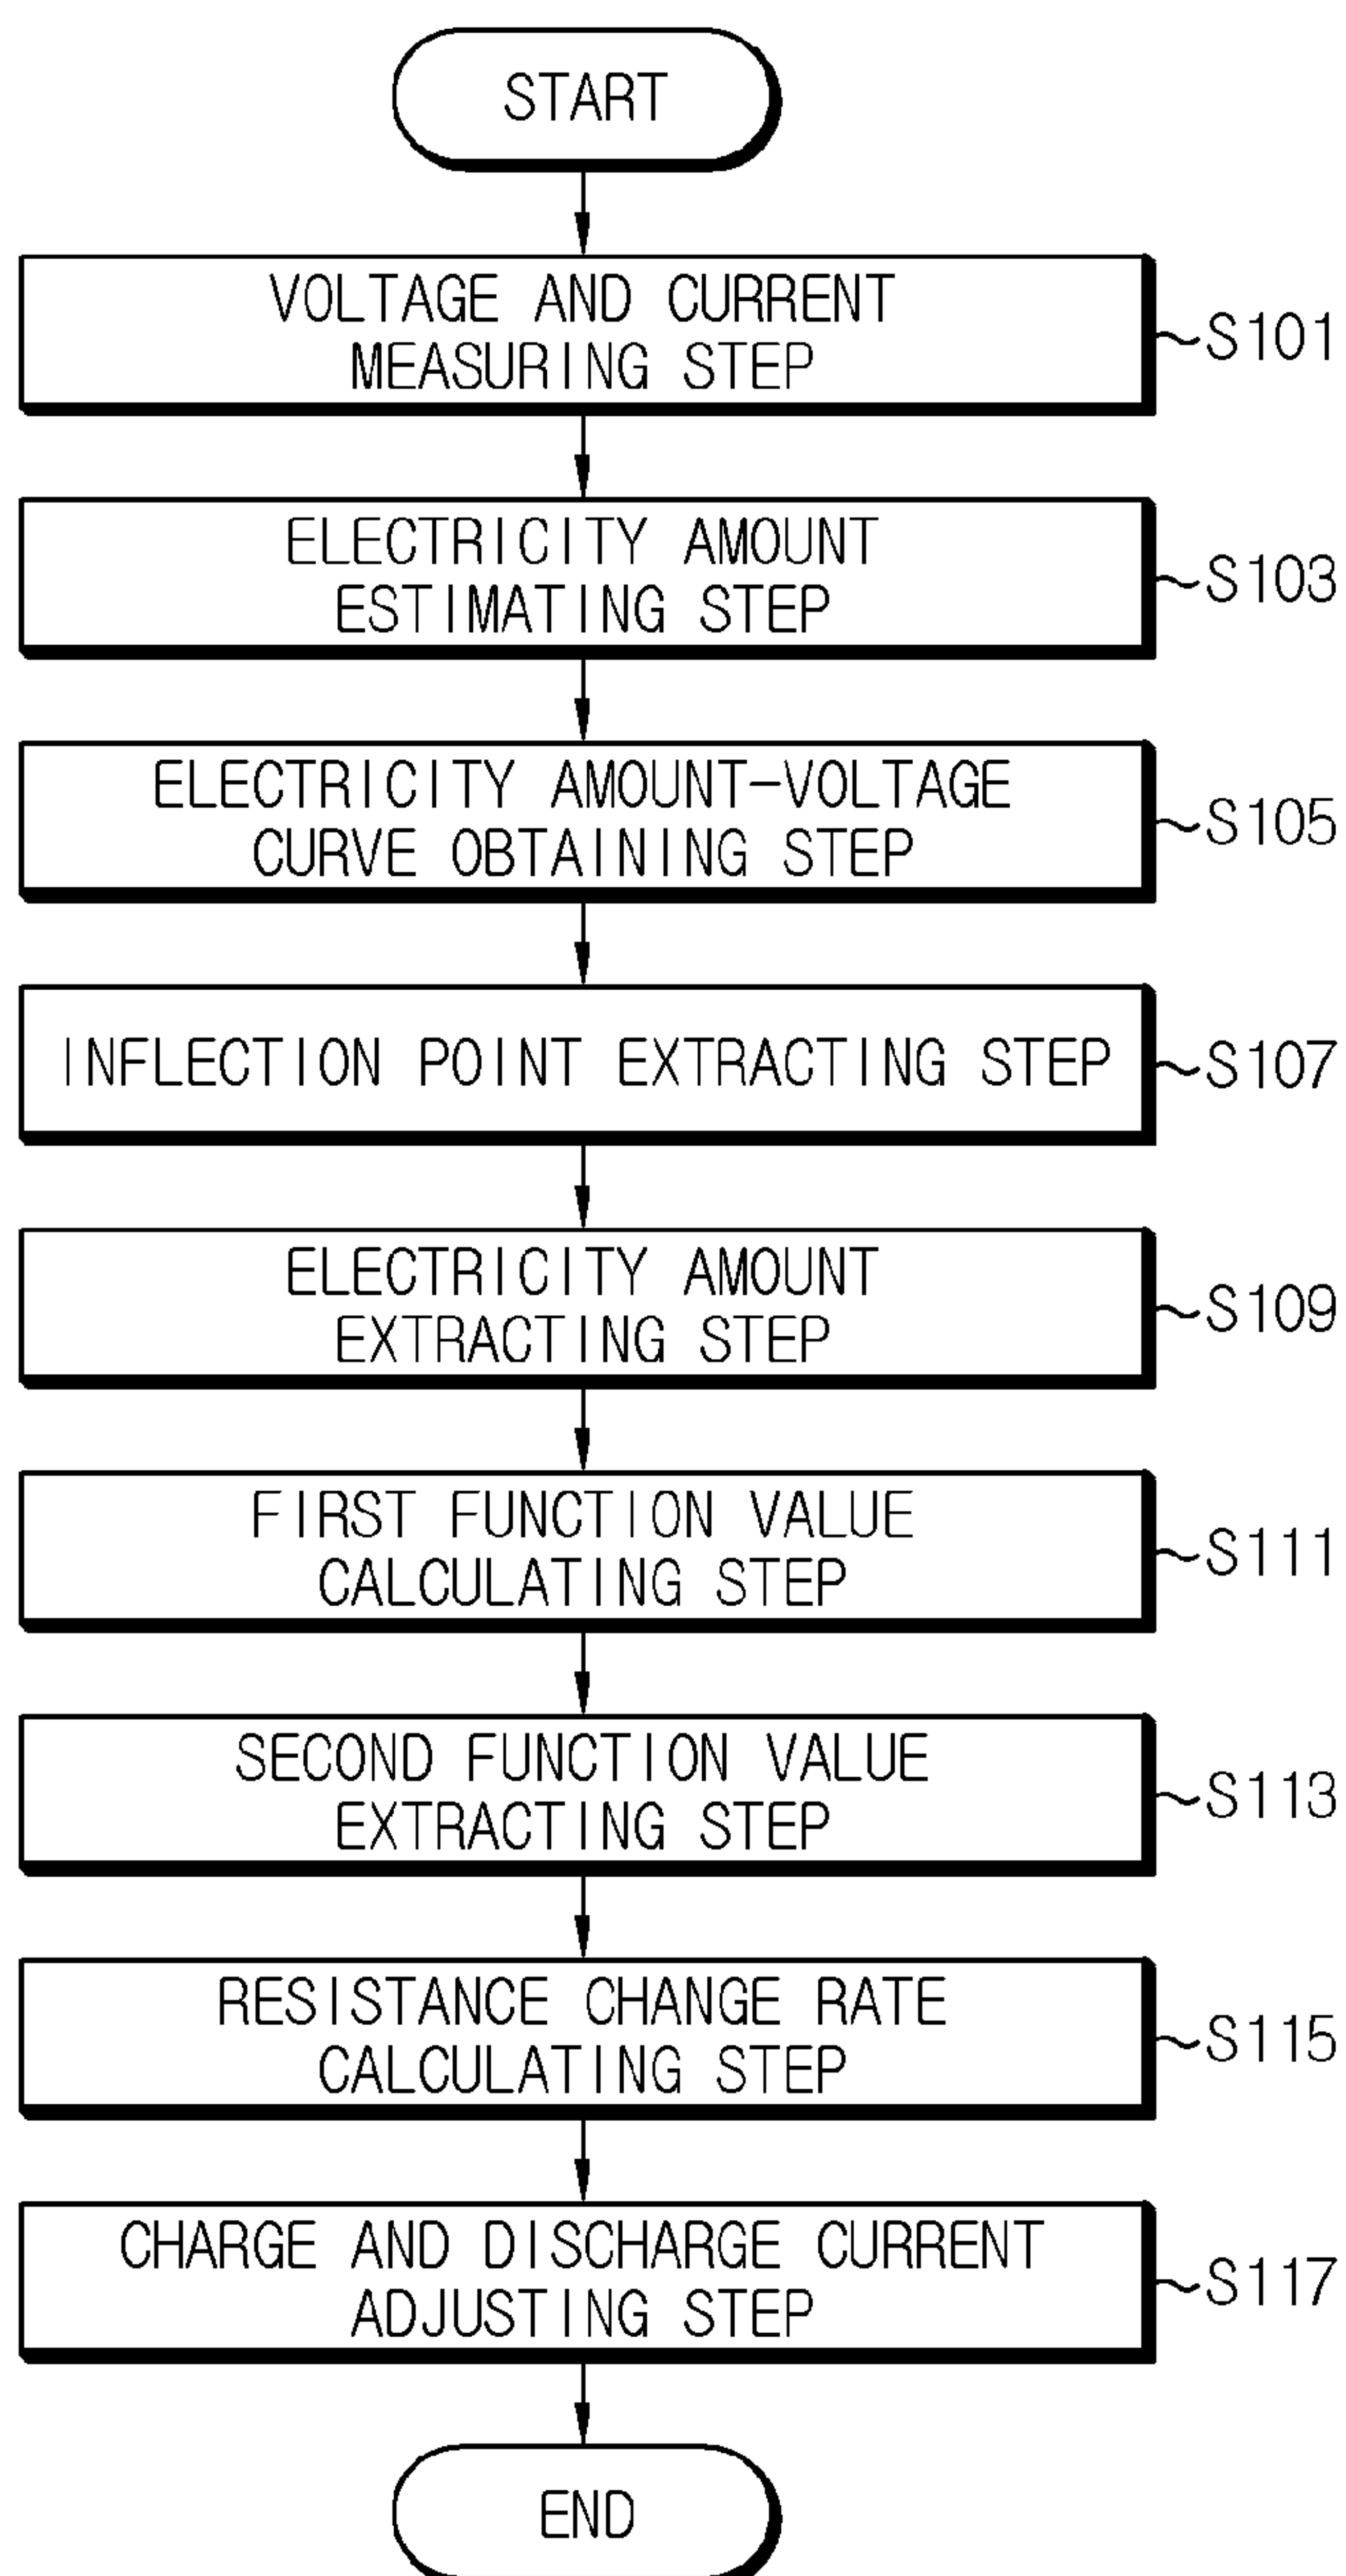 START
VOLTAGE AND CURRENT
MEASURING STEP
S101
ELECTRICITY AMOUNT
ESTIMATING STEP
S103
ELECTRICITY AMOUNT-VOLTAGE
CURVE OBTAINING STEP
S105
INFLECTION POINT EXTRACTING STEP
S107
ELECTRICITY AMOUNT
EXTRACTING STEP
S109
FIRST FUNCTION VALUE
CALCULATING STEP
S111
SECOND FUNCTION VALUE
EXTRACTING STEP
S113
RESISTANCE CHANGE RATE
CALCULATING STEP
S115
CHARGE AND DISCHARGE CURRENT
ADJUSTING STEP
S117
END